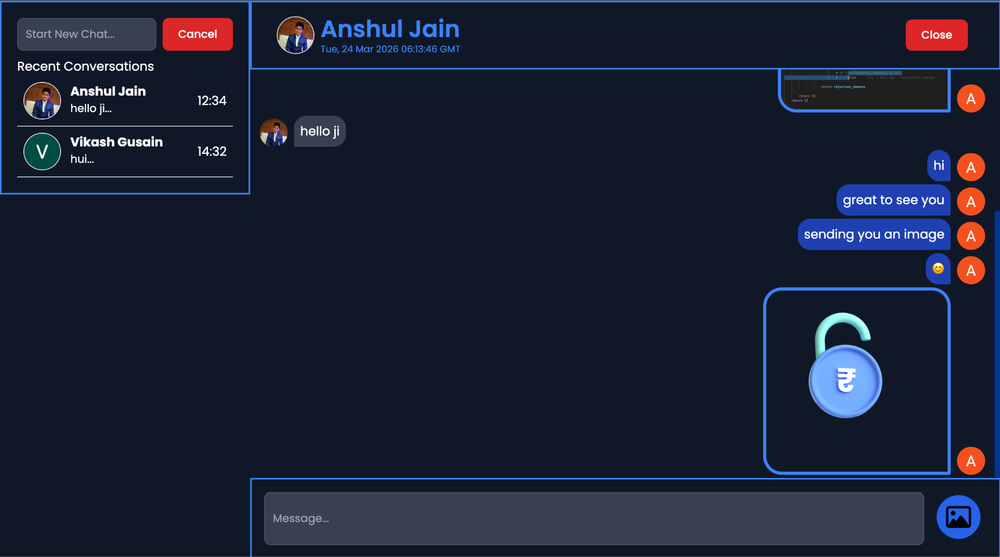 Start New Chat...
Cancel
Recent Conversations
Anshul Jain
hello ji...
12:34
V
Vikash Gusain
hui...
14:32
Anshul Jain
Tue, 24 Mar 2026 06:13:46 GMT
Close
# if (len(rejection_reasons) >= 3):
# break You, 1 hour ago • Uncommitted changes
return rejection_reasons
return []
return []
A
hello ji
hi
A
great to see you
A
sending you an image
A
😊
A
₹
A
Message...